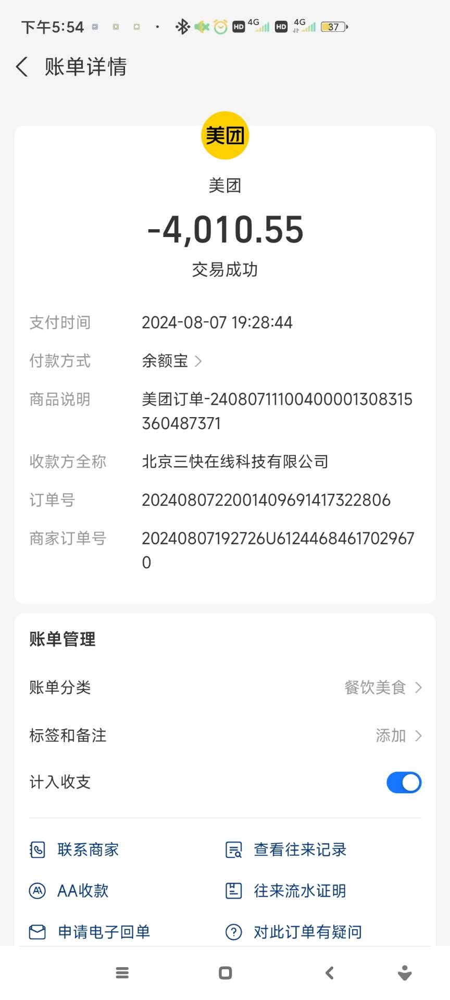 下午5:54
HD 4G HD 4G 37
账单详情
美团
美团
-4,010.55
交易成功
支付时间 2024-08-07 19:28:44
付款方式 余额宝
商品说明 美团订单-24080711100400001308315
360487371
收款方全称 北京三快在线科技有限公司
订单号 2024080722001409691417322806
商家订单号 20240807192726U6124468461702967
0
账单管理
账单分类 餐饮美食
标签和备注 添加
计入收支
联系商家 查看往来记录
AA收款 往来流水证明
申请电子回单 对此订单有疑问